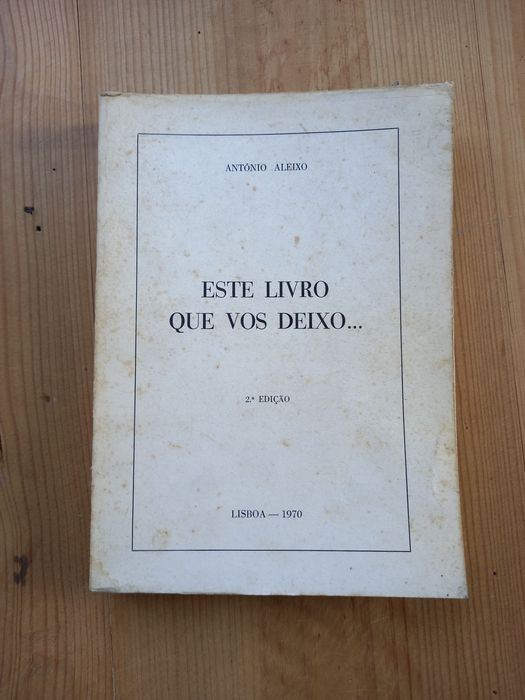 ANTÓNIO ALEIXO
ESTE LIVRO
QUE VOS DEIXO...
2.ª EDIÇÃO
LISBOA — 1970